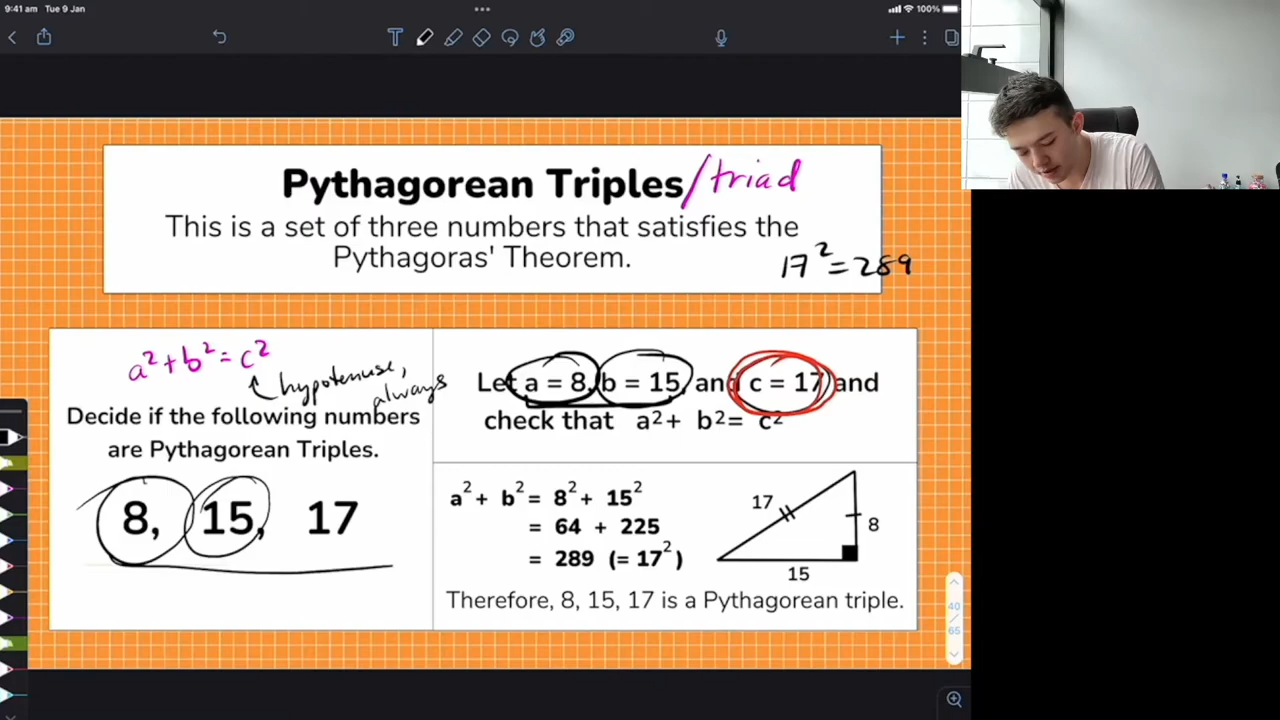 9:41 am Tue 9 Jan
100%
Pythagorean Triples/triad
This is a set of three numbers that satisfies the
Pythagoras' Theorem.
17² = 289
a² + b² = c²
hypotenuse,
always
Decide if the following numbers
are Pythagorean Triples.
8, 15, 17
Let a = 8, b = 15, and c = 17 and
check that a² + b² = c²
a² + b² = 8² + 15²
= 64 + 225
= 289 (= 17²)
17
8
15
Therefore, 8, 15, 17 is a Pythagorean triple.
40
/
65